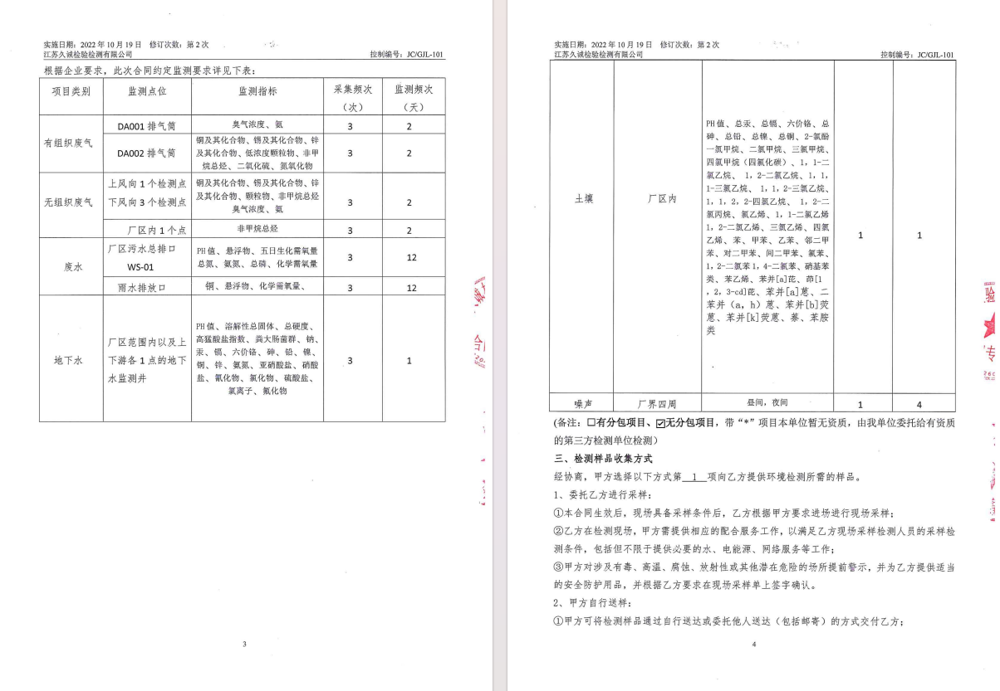 实施日期：2022 年 10 月 19 日 修订次数：第 2 次
江苏久诚检验检测有限公司 控制编号：JC/GJL-101
根据企业要求，此次合同约定监测要求详见下表：
项目类别 监测点位 监测指标 采集频次（次） 监测频次（天）
有组织废气
DA001 排气筒 臭气浓度、氨 3 2
DA002 排气筒
铜及其化合物、锡及其化合物、锌
及其化合物、低浓度颗粒物、非甲
烷总烃、二氧化硫、氮氧化物
3 2
无组织废气
上风向 1 个检测点
下风向 3 个检测点
铜及其化合物、锡及其化合物、锌
及其化合物、颗粒物、非甲烷总烃
臭气浓度、氨
3 2
厂区内 1 个点 非甲烷总烃 3 2
废水
厂区污水总排口
WS-01
PH 值、悬浮物、五日生化需氧量
总氮、氨氮、总磷、化学需氧量
3 12
雨水排放口 铜、悬浮物、化学需氧量、 3 12
地下水
厂区范围内以及上
下游各 1 点的地下
水监测井
PH 值、溶解性总固体、总硬度、
高猛酸盐指数、粪大肠菌群、钠、
汞、镉、六价铬、砷、铅、镍、
铜、锌、氨氮、亚硝酸盐、硝酸
盐、氰化物、氯化物、硫酸盐、
氯离子、氟化物
3 1
3
实施日期：2022 年 10 月 19 日 修订次数：第 2 次
江苏久诚检验检测有限公司 控制编号：JC/GJL-101
土壤 厂区内
PH 值、总汞、总镉、六价铬、总
砷、总铅、总镍、总铜、2-氯酚
一氯甲烷、二氯甲烷、三氯甲烷、
四氯甲烷（四氯化碳）、1，1-二
氯乙烷、 1，2-二氯乙烷、1，1，
1-三氯乙烷、 1，1，2-三氯乙烷、
1，1，2，2-四氯乙烷、 1，2-二
氯丙烷、氯乙烯、1，1-二氯乙烯
1，2-二氯乙烯、三氯乙烯、四氯
乙烯、苯、甲苯、乙苯、邻二甲
苯、对二甲苯、间二甲苯、氯苯、
1，2-二氯苯 1，4-二氯苯、硝基苯
类、苯乙烯、苯并[a]芘、茚[1
，2，3-cd]芘、苯并[a]蒽、二
苯并（a，h）蒽、苯并[b]荧
蒽、苯并[k]荧蒽、䓛、苯胺
类
1 1
噪声 厂界四周 昼间，夜间 1 4
(备注：☐有分包项目、☑无分包项目，带“*”项目本单位暂无资质，由我单位委托给有资质
的第三方检测单位检测）
三、检测样品收集方式
经协商，甲方选择以下方式第 1 项向乙方提供环境检测所需的样品。
1、委托乙方进行采样：
①本合同生效后，现场具备采样条件后，乙方根据甲方要求进场进行现场采样；
②乙方在检测现场，甲方需提供相应的配合服务工作，以满足乙方现场采样检测人员的采样检
测条件，包括但不限于提供必要的水、电能源、网络服务等工作；
③甲方对涉及有毒、高温、腐蚀、放射性或其他潜在危险的场所提前警示，并为乙方提供适当
的安全防护用品，并根据乙方要求在现场采样单上签字确认。
2、甲方自行送样：
①甲方可将检测样品通过自行送达或委托他人送达（包括邮寄）的方式交付乙方；
4